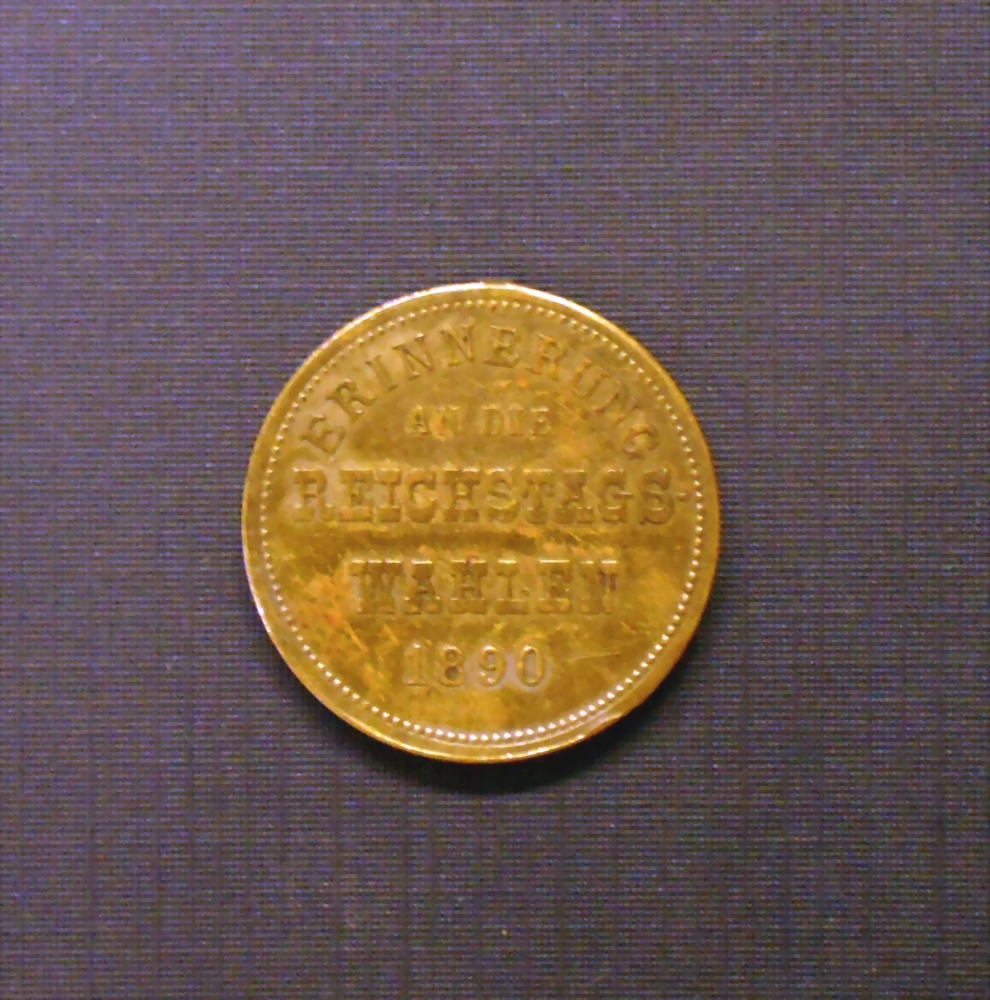 ERINNERUNG
AN DIE
REICHSTAGS-
WAHLEN
1890